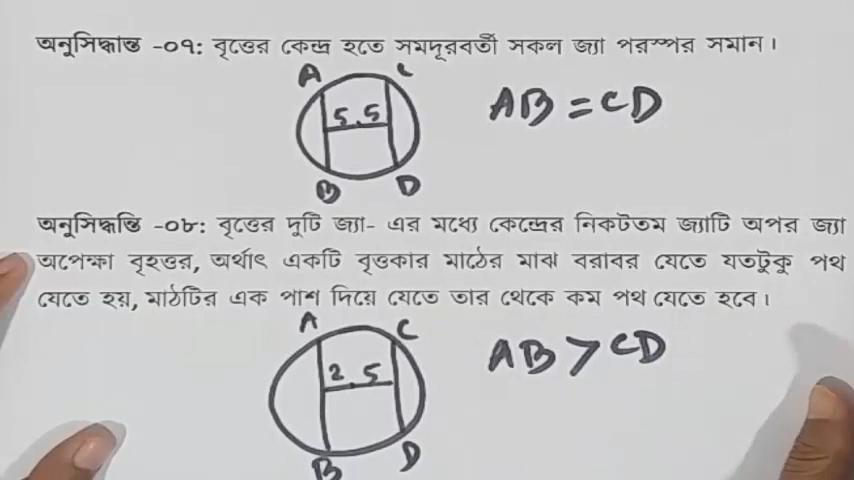 অনুসিদ্ধান্ত -০৭: বৃত্তের কেন্দ্র হতে সমদূরবর্তী সকল জ্যা পরস্পর সমান।
A C
5.5 AB = CD
B D
অনুসিদ্ধান্তি -০৮: বৃত্তের দুটি জ্যা- এর মধ্যে কেন্দ্রের নিকটতম জ্যাটি অপর জ্যা
অপেক্ষা বৃহত্তর, অর্থাৎ একটি বৃত্তকার মাঠের মাঝ বরাবর যেতে যতটুকু পথ
যেতে হয়, মাঠটির এক পাশ দিয়ে যেতে তার থেকে কম পথ যেতে হবে।
A C
2.5 AB > CD
B D